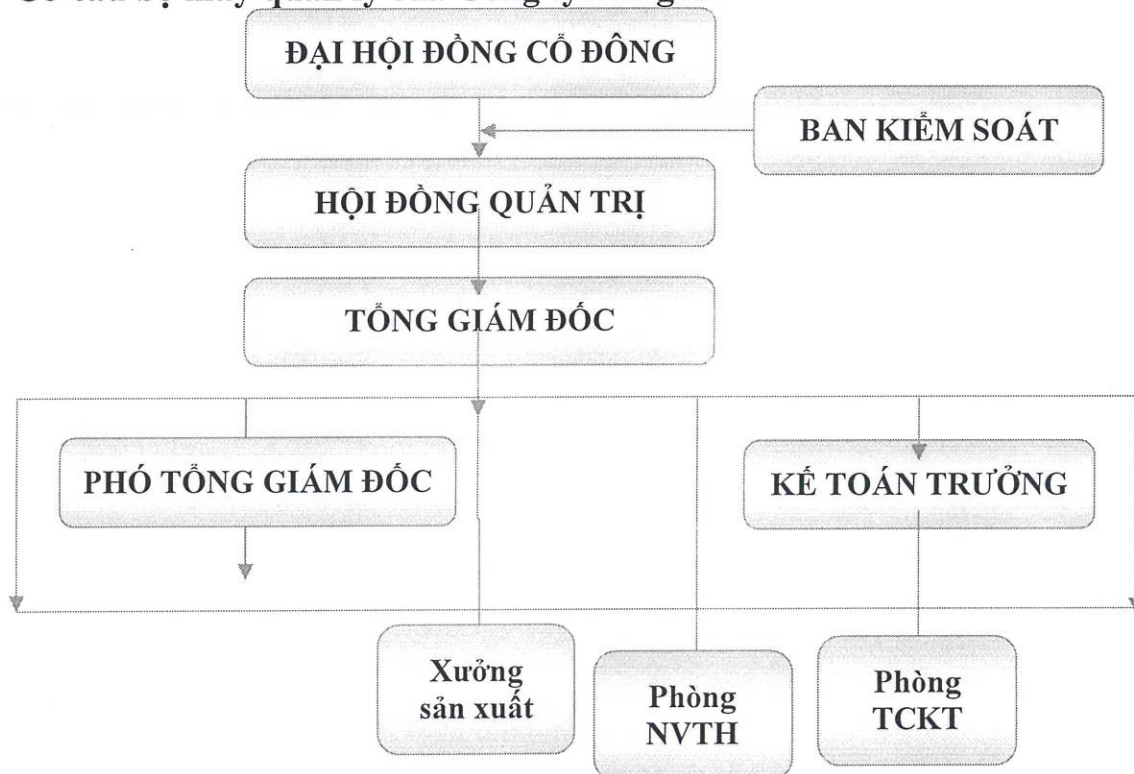 ĐẠI HỘI ĐỒNG CỔ ĐÔNG
BAN KIỂM SOÁT
HỘI ĐỒNG QUẢN TRỊ
TỔNG GIÁM ĐỐC
PHÓ TỔNG GIÁM ĐỐC
KẾ TOÁN TRƯỞNG
Xưởng
sản xuất
Phòng
NVTH
Phòng
TCKT